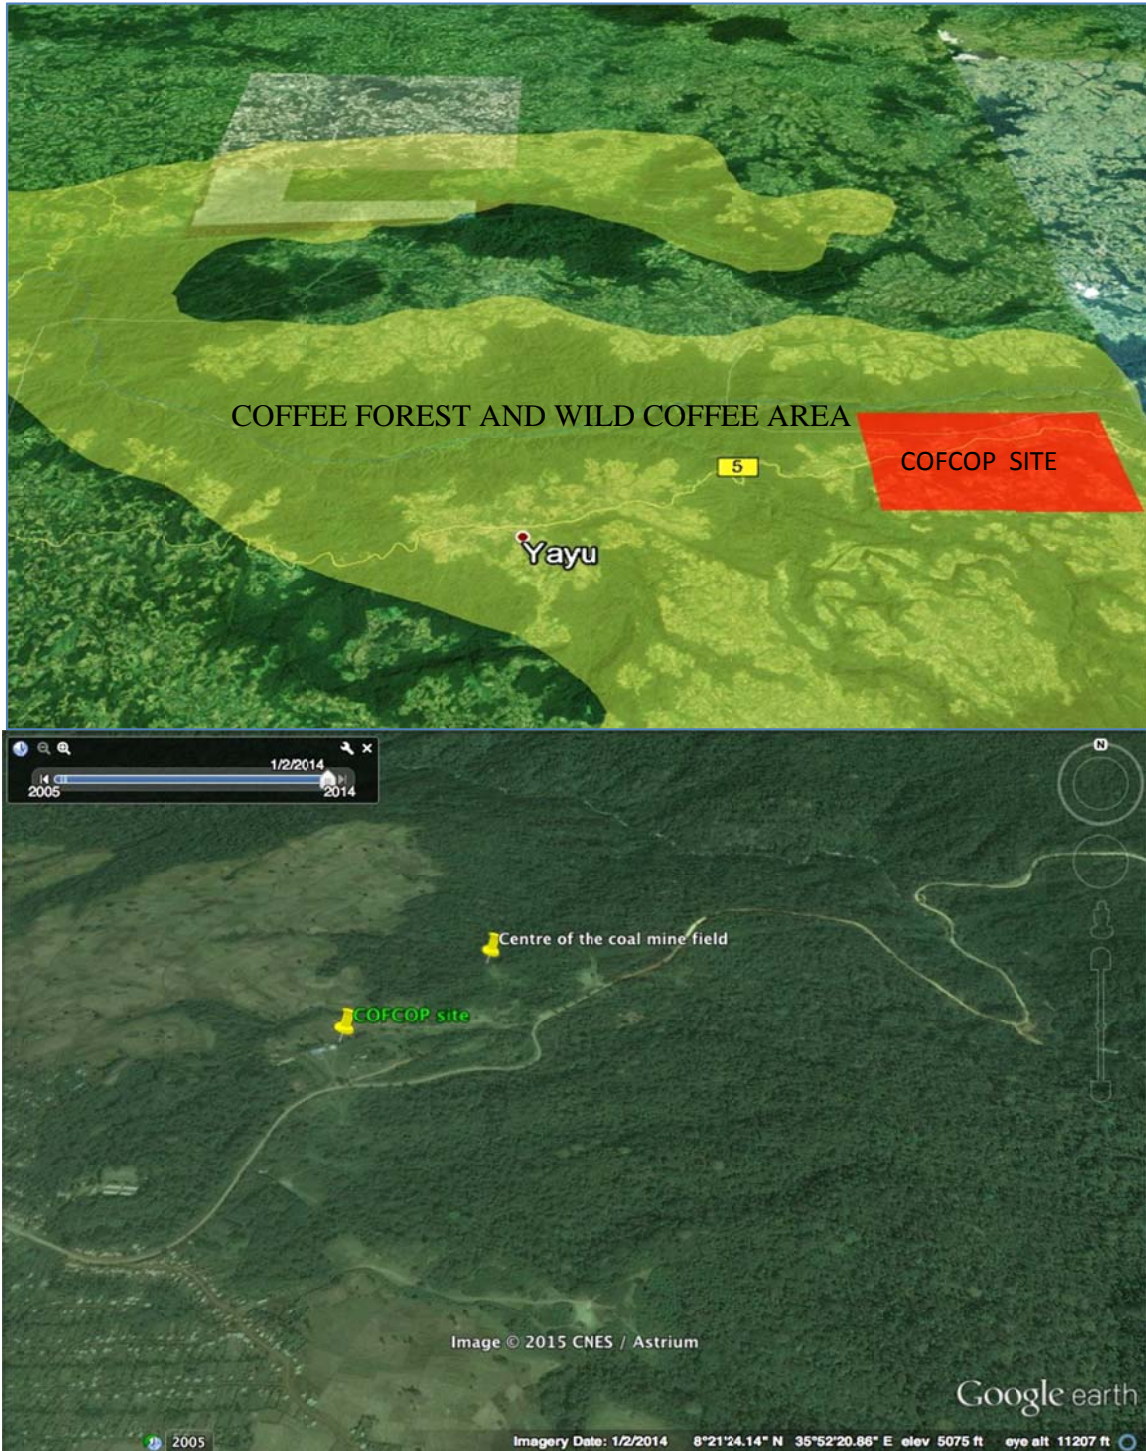 COFFEE FOREST AND WILD COFFEE AREA
COFCOP SITE
5
Yayu
1/2/2014
2005
2014
N
Centre of the coal mine field
COFCOP site
Image © 2015 CNES / Astrium
Google earth
2005
Imagery Date: 1/2/2014 8°21'24.14" N 35°52'20.86" E elev 5075 ft eye alt 11207 ft